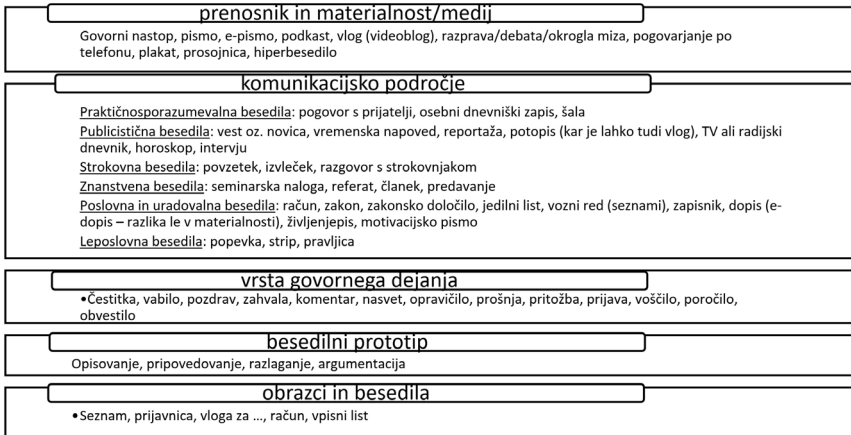 prenosnik in materialnost/medij
Govorni nastop, pismo, e-pismo, podkast, vlog (videoblog), razprava/debata/okrogla miza, pogovarjanje po
telefonu, plakat, prosojnica, hiperbesedilo
komunikacijsko področje
Praktičnosporazumevalna besedila: pogovor s prijatelji, osebni dnevniški zapis, šala
Publicistična besedila: vest oz. novica, vremenska napoved, reportaža, potopis (kar je lahko tudi vlog), TV ali radijski
dnevnik, horoskop, intervju
Strokovna besedila: povzetek, izvleček, razgovor s strokovnjakom
Znanstvena besedila: seminarska naloga, referat, članek, predavanje
Poslovna in uradovalna besedila: račun, zakon, zakonsko določilo, jedilni list, vozni red (seznami), zapisnik, dopis (e-
dopis – razlika le v materialnosti), življenjepis, motivacijsko pismo
Leposlovna besedila: popevka, strip, pravljica
vrsta govornega dejanja
•Čestitka, vabilo, pozdrav, zahvala, komentar, nasvet, opravičilo, prošnja, pritožba, prijava, voščilo, poročilo,
obvestilo
besedilni prototip
Opisovanje, pripovedovanje, razlaganje, argumentacija
obrazci in besedila
•Seznam, prijavnica, vloga za ..., račun, vpisni list